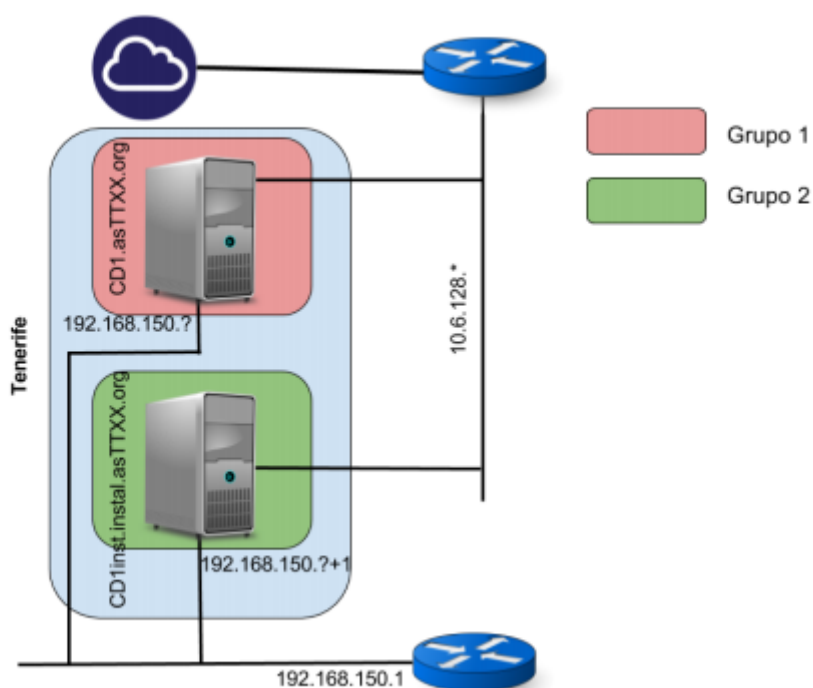 Grupo 1
Grupo 2
CD1.asTTXX.org
192.168.150.?
10.6.128.*
Tenerife
CD1inst.instal.asTTXX.org
192.168.150.?+1
192.168.150.1